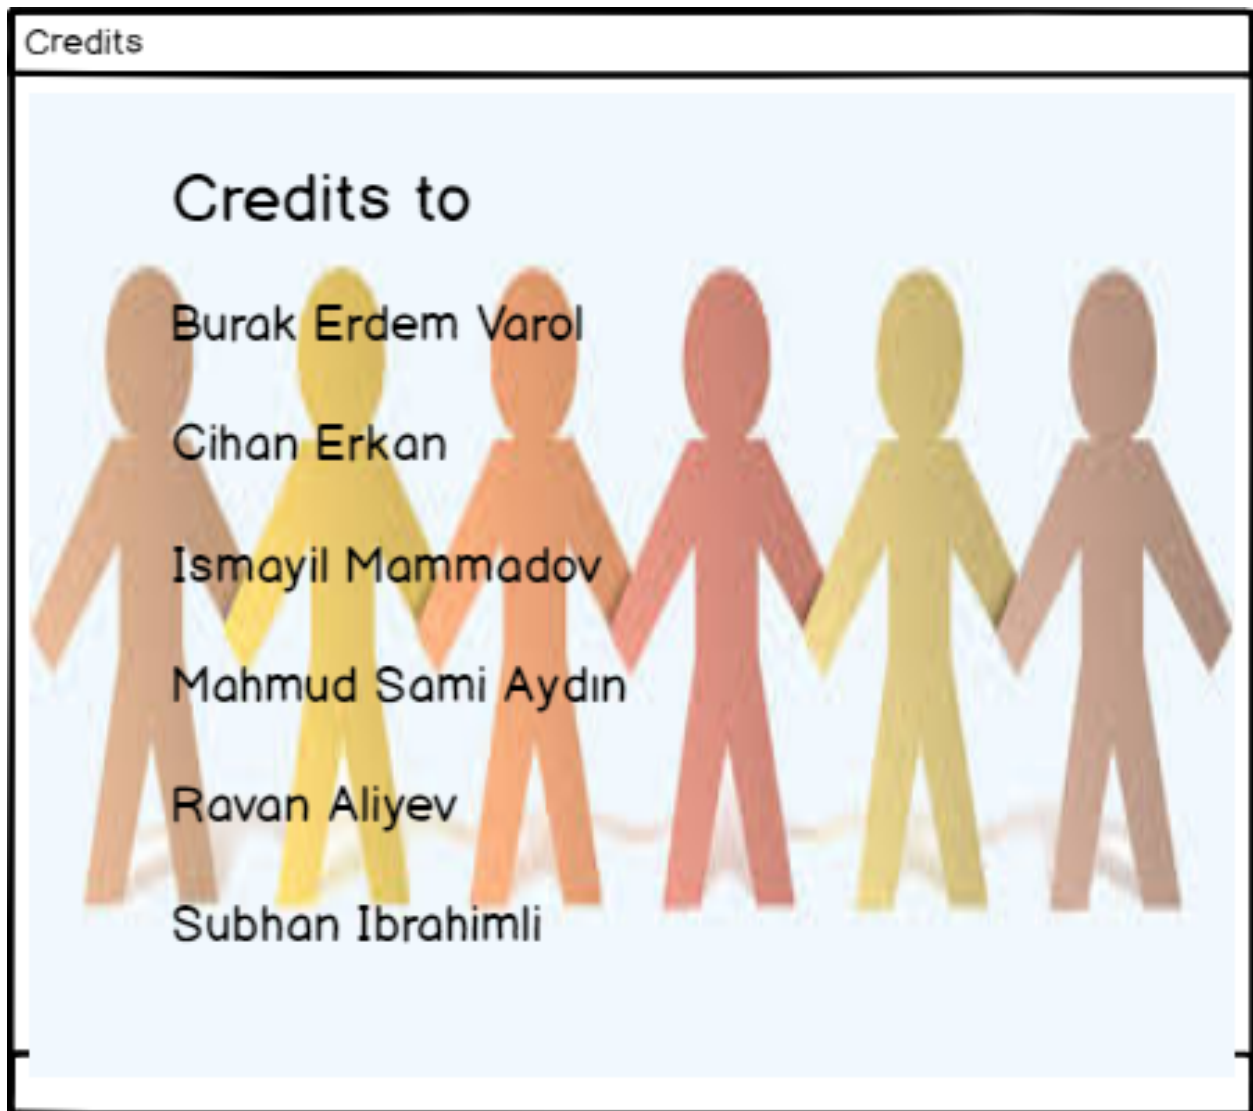 Credits
Credits to
Burak Erdem Varol
Cihan Erkan
Ismayil Mammadov
Mahmud Sami Aydın
Ravan Aliyev
Subhan Ibrahimli